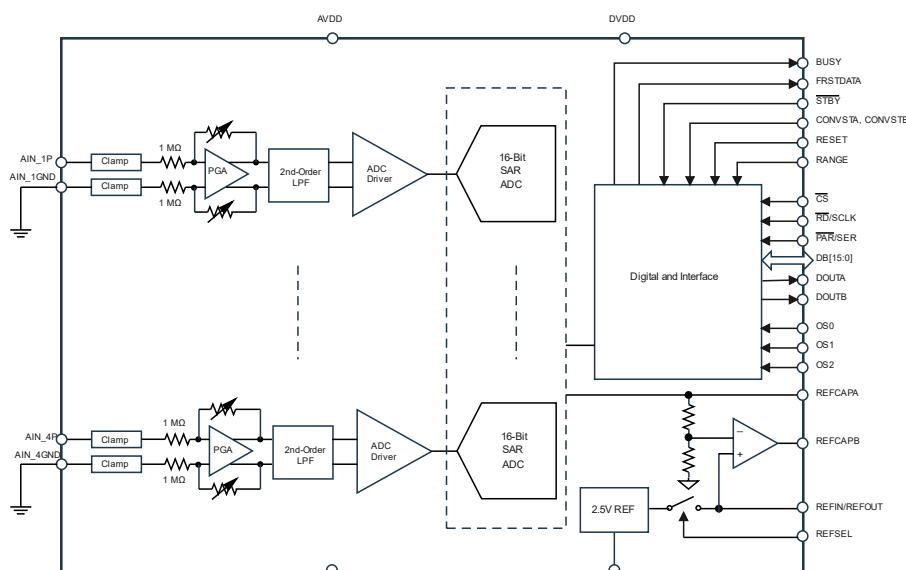 AVDD
DVDD
BUSY
FRSTDATA
STBY
CONVSTA, CONVSTB
RESET
RANGE
AIN_1P
AIN_1GND
Clamp
Clamp
1 MΩ
1 MΩ
PGA
2nd-Order
LPF
ADC
Driver
16-Bit
SAR
ADC
CS
RD/SCLK
PAR/SER
DB[15:0]
DOUTA
DOUTB
OS0
OS1
OS2
Digital and Interface
REFCAPA
REFCAPB
REFIN/REFOUT
REFSEL
AIN_4P
AIN_4GND
Clamp
Clamp
1 MΩ
1 MΩ
PGA
2nd-Order
LPF
ADC
Driver
16-Bit
SAR
ADC
–
+
2.5V REF